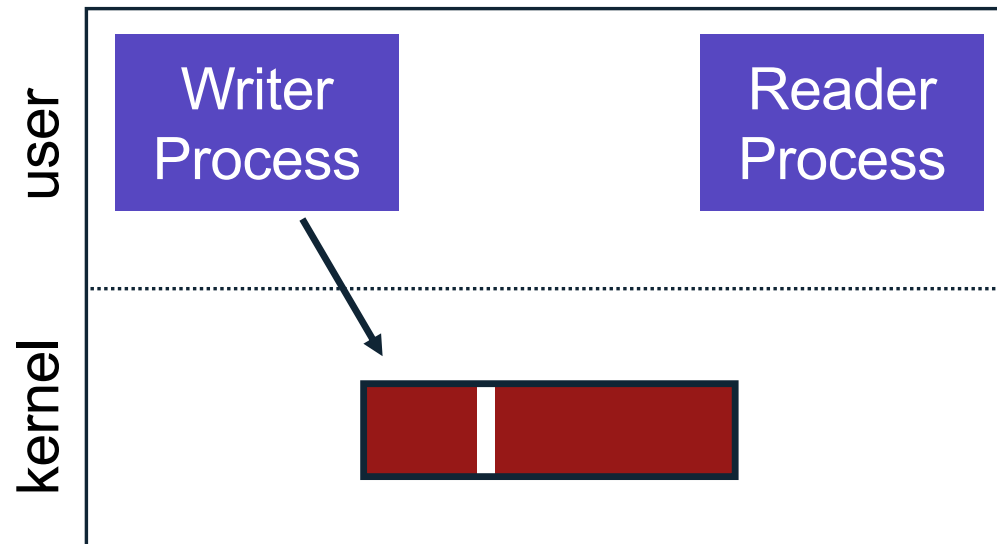 user
Writer
Process
Reader
Process
kernel